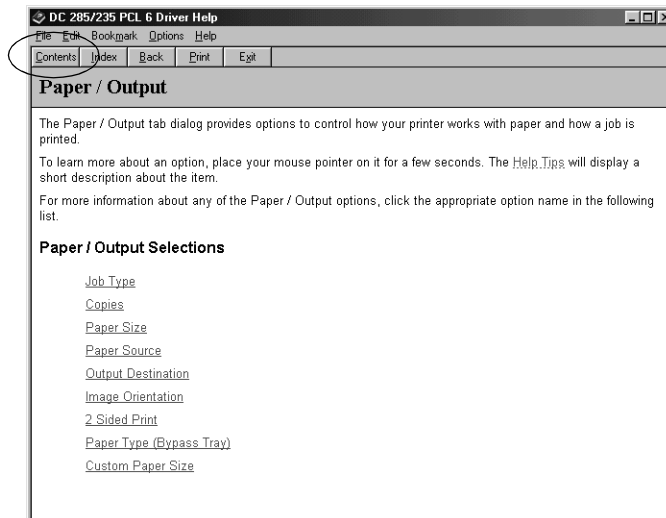 DC 285/235 PCL 6 Driver Help
File Edit Bookmark Options Help
Contents Index Back Print Exit
Paper / Output
The Paper / Output tab dialog provides options to control how your printer works with paper and how a job is
printed.
To learn more about an option, place your mouse pointer on it for a few seconds. The Help Tips will display a
short description about the item.
For more information about any of the Paper / Output options, click the appropriate option name in the following
list.
Paper / Output Selections
Job Type
Copies
Paper Size
Paper Source
Output Destination
Image Orientation
2 Sided Print
Paper Type (Bypass Tray)
Custom Paper Size